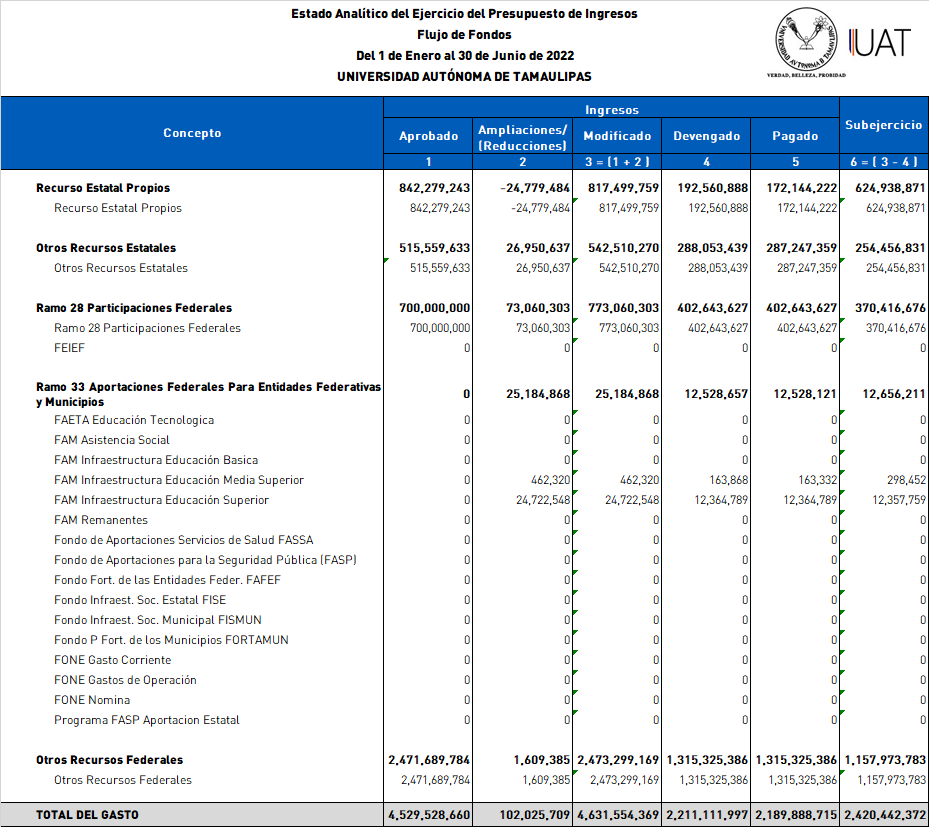 Estado Analítico del Ejercicio del Presupuesto de Ingresos
Flujo de Fondos
Del 1 de Enero al 30 de Junio de 2022
UNIVERSIDAD AUTÓNOMA DE TAMAULIPAS
UNIVERSIDAD AUTONOMA DE TAMAULIPAS
VERDAD, BELLEZA, PROBIDAD
UAT
Ingresos
Concepto Aprobado Ampliaciones/ (Reducciones) Modificado Devengado Pagado Subejercicio
1 2 3 = (1 + 2 ) 4 5 6 = ( 3 - 4 )
Recurso Estatal Propios 842,279,243 -24,779,484 817,499,759 192,560,888 172,144,222 624,938,871
Recurso Estatal Propios 842,279,243 -24,779,484 817,499,759 192,560,888 172,144,222 624,938,871
Otros Recursos Estatales 515,559,633 26,950,637 542,510,270 288,053,439 287,247,359 254,456,831
Otros Recursos Estatales 515,559,633 26,950,637 542,510,270 288,053,439 287,247,359 254,456,831
Ramo 28 Participaciones Federales 700,000,000 73,060,303 773,060,303 402,643,627 402,643,627 370,416,676
Ramo 28 Participaciones Federales 700,000,000 73,060,303 773,060,303 402,643,627 402,643,627 370,416,676
FEIEF 0 0 0 0 0 0
Ramo 33 Aportaciones Federales Para Entidades Federativas
y Municipios 0 25,184,868 25,184,868 12,528,657 12,528,121 12,656,211
FAETA Educación Tecnologica 0 0 0 0 0 0
FAM Asistencia Social 0 0 0 0 0 0
FAM Infraestructura Educación Basica 0 0 0 0 0 0
FAM Infraestructura Educación Media Superior 0 462,320 462,320 163,868 163,332 298,452
FAM Infraestructura Educación Superior 0 24,722,548 24,722,548 12,364,789 12,364,789 12,357,759
FAM Remanentes 0 0 0 0 0 0
Fondo de Aportaciones Servicios de Salud FASSA 0 0 0 0 0 0
Fondo de Aportaciones para la Seguridad Pública (FASP) 0 0 0 0 0 0
Fondo Fort. de las Entidades Feder. FAFEF 0 0 0 0 0 0
Fondo Infraest. Soc. Estatal FISE 0 0 0 0 0 0
Fondo Infraest. Soc. Municipal FISMUN 0 0 0 0 0 0
Fondo P Fort. de los Municipios FORTAMUN 0 0 0 0 0 0
FONE Gasto Corriente 0 0 0 0 0 0
FONE Gastos de Operación 0 0 0 0 0 0
FONE Nomina 0 0 0 0 0 0
Programa FASP Aportacion Estatal 0 0 0 0 0 0
Otros Recursos Federales 2,471,689,784 1,609,385 2,473,299,169 1,315,325,386 1,315,325,386 1,157,973,783
Otros Recursos Federales 2,471,689,784 1,609,385 2,473,299,169 1,315,325,386 1,315,325,386 1,157,973,783
TOTAL DEL GASTO 4,529,528,660 102,025,709 4,631,554,369 2,211,111,997 2,189,888,715 2,420,442,372